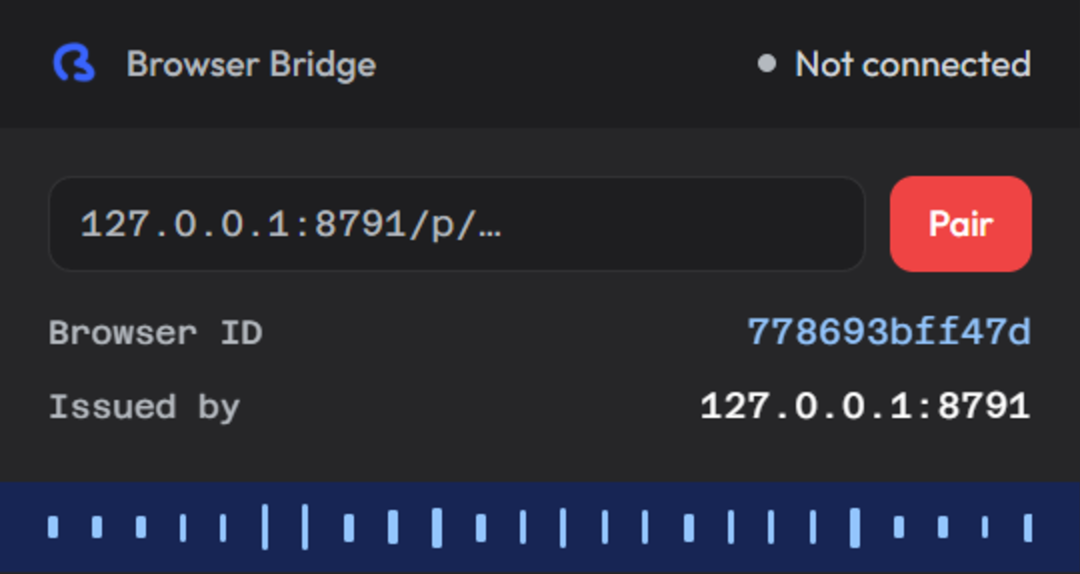 Browser Bridge
Not connected
127.0.0.1:8791/p/…
Pair
Browser ID
778693bff47d
Issued by
127.0.0.1:8791